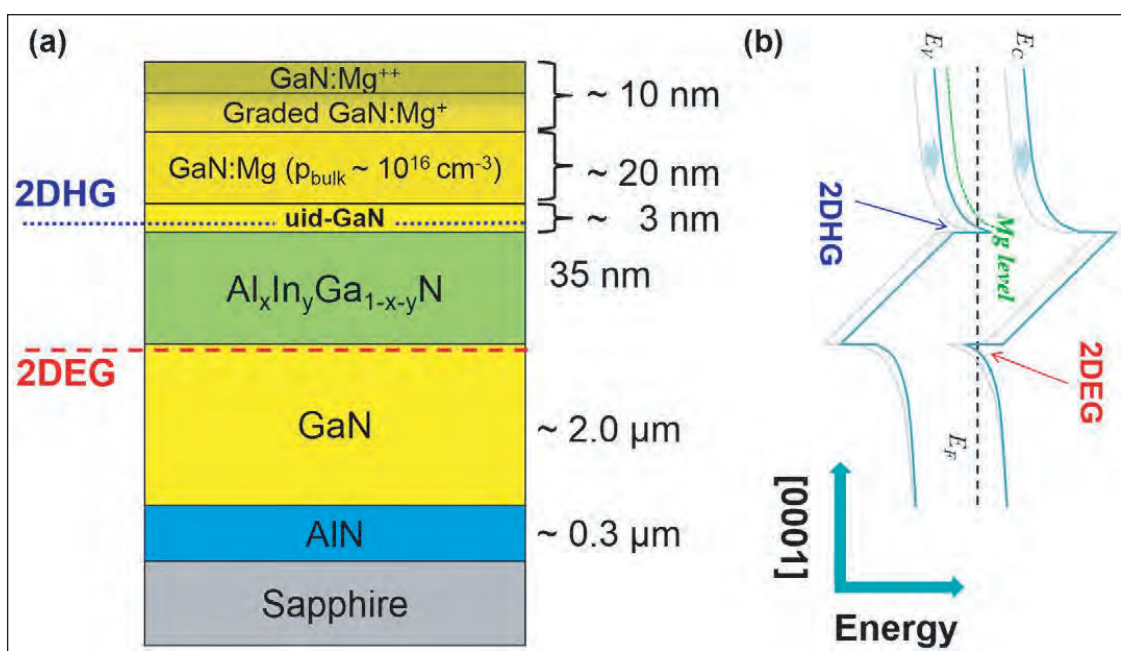 (a)
GaN:Mg⁺⁺
Graded GaN:Mg⁺
~ 10 nm
GaN:Mg (p_bulk ~ 10¹⁶ cm⁻³)
~ 20 nm
2DHG
uid-GaN
~ 3 nm
AlₓInᵧGa₁₋ₓ₋ᵧN
35 nm
2DEG
GaN
~ 2.0 µm
AlN
~ 0.3 µm
Sapphire
(b)
E_V
E_C
2DHG
Mg level
2DEG
E_F
[0001]
Energy